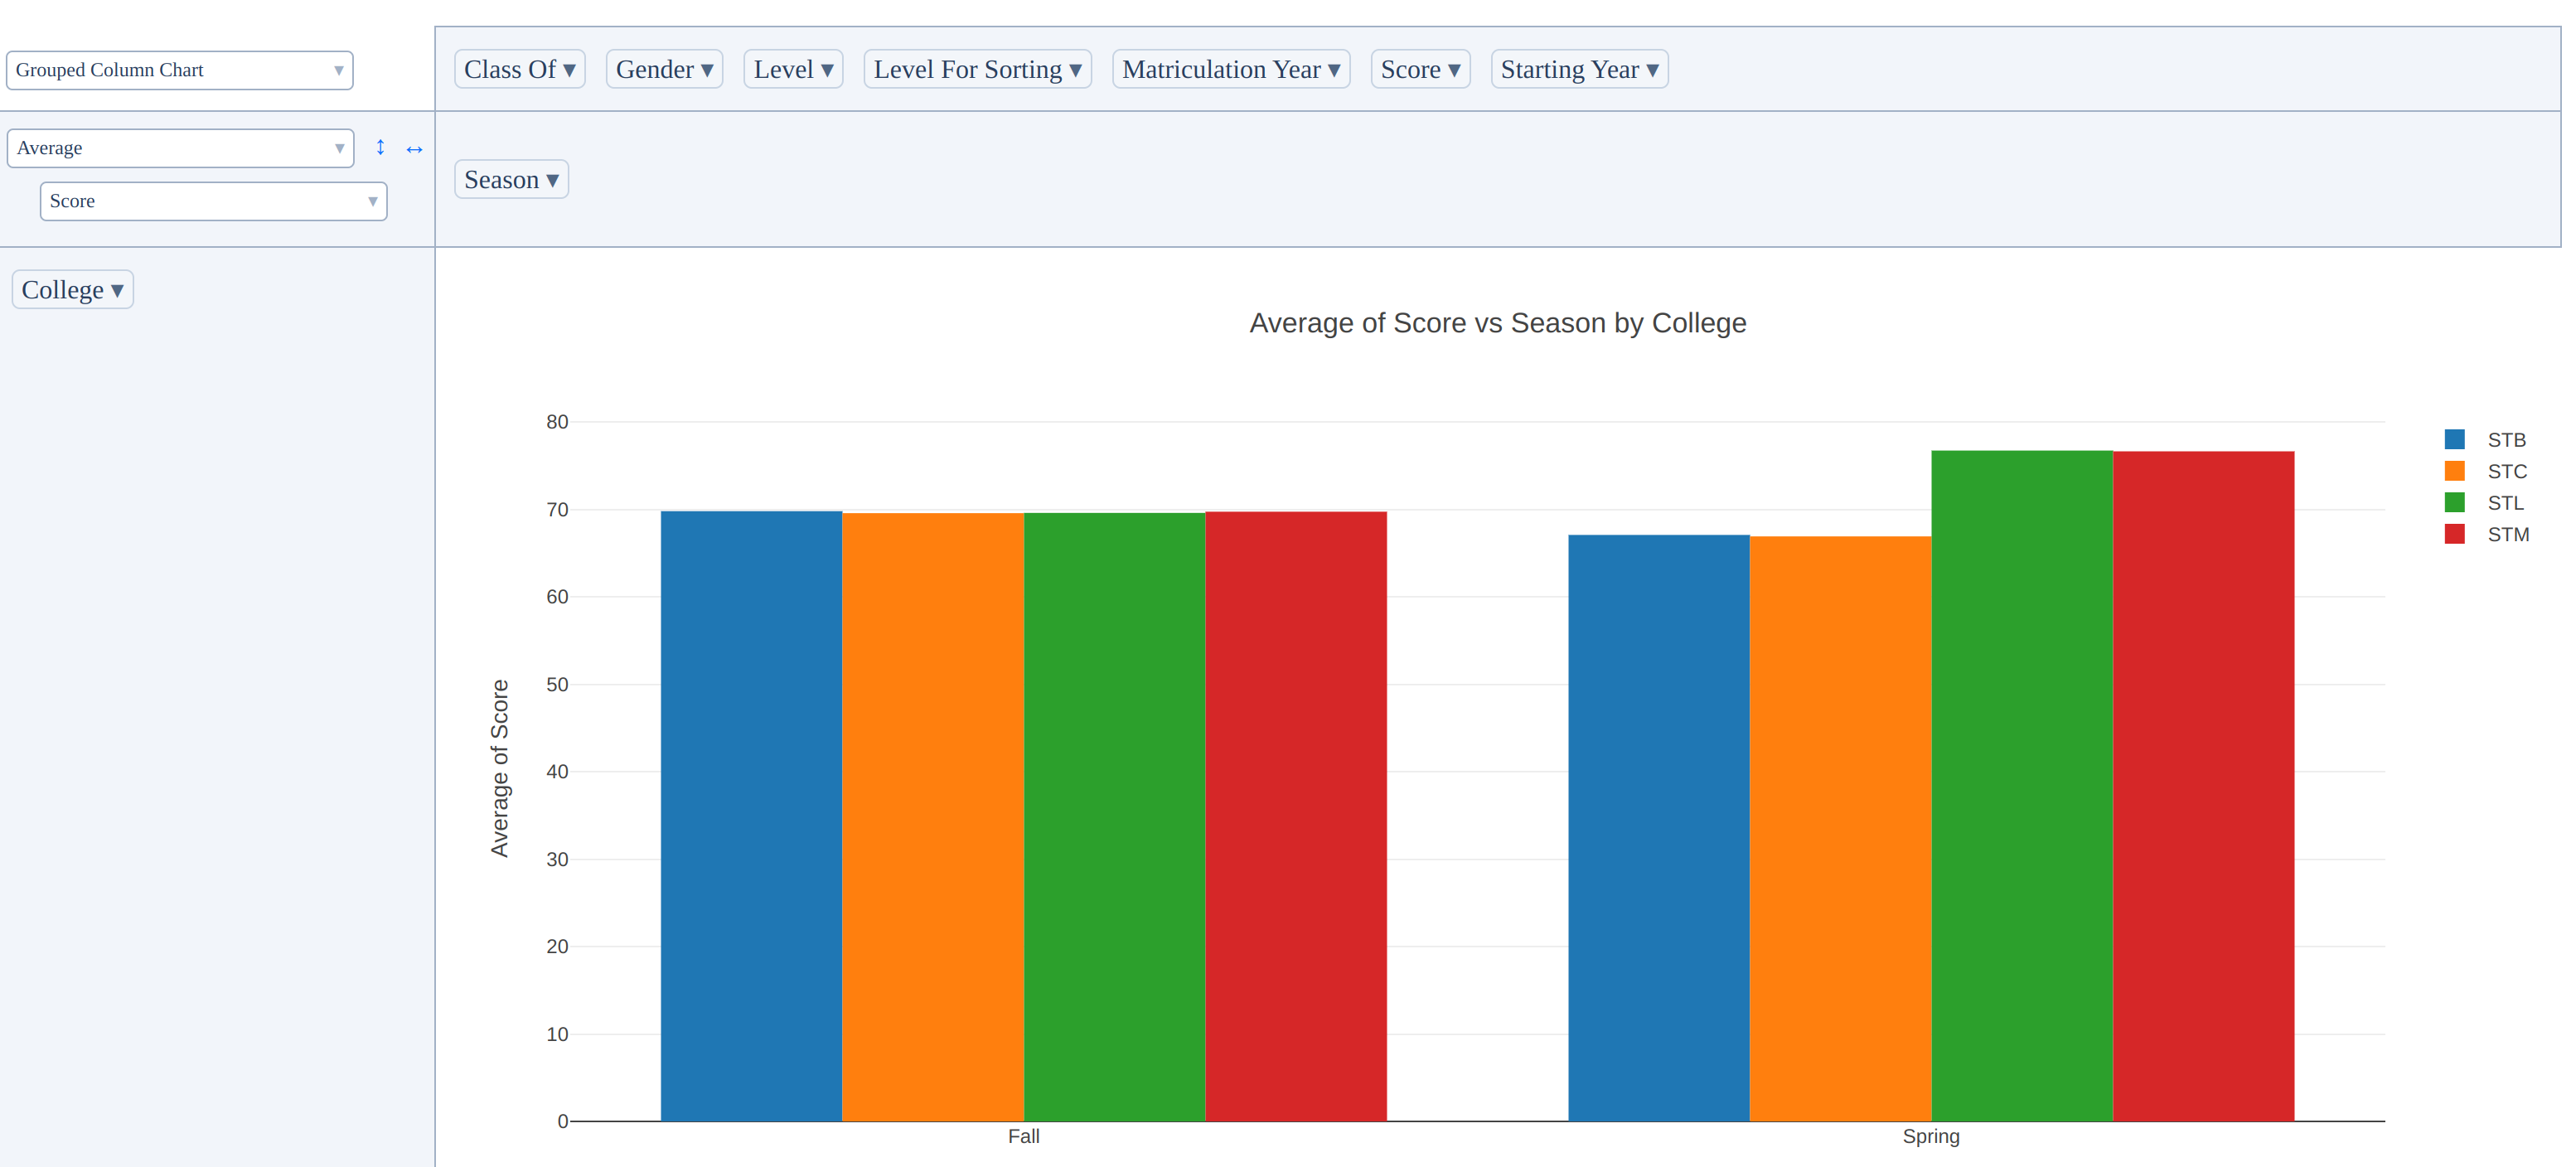 Grouped Column Chart ▾
Class Of ▾ Gender ▾ Level ▾ Level For Sorting ▾ Matriculation Year ▾ Score ▾ Starting Year ▾
Average ▾ ↕ ↔
Score ▾
Season ▾
College ▾
Average of Score vs Season by College
80
70
60
50
40
30
20
10
0
Average of Score
Fall Spring
STB
STC
STL
STM